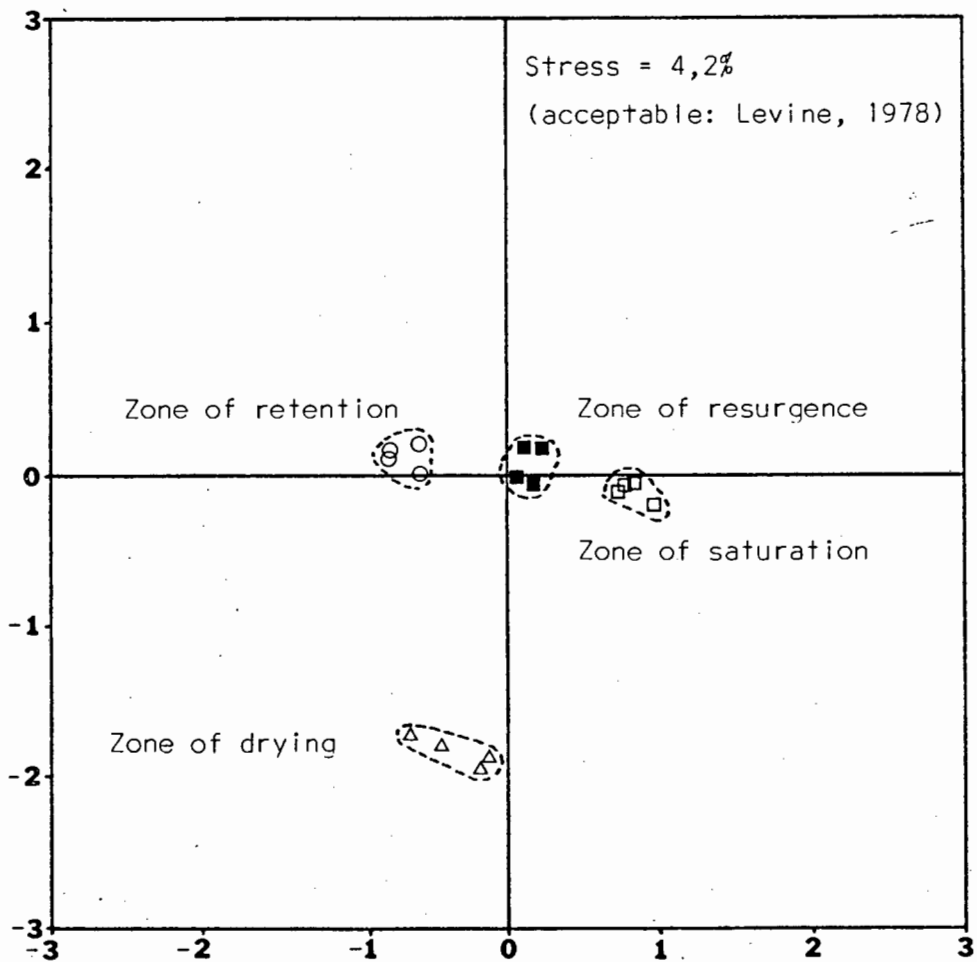 3
Stress = 4,2%
(acceptable: Levine, 1978)
2
1
Zone of retention
Zone of resurgence
0
Zone of saturation
-1
Zone of drying
-2
-3
-3 -2 -1 0 1 2 3